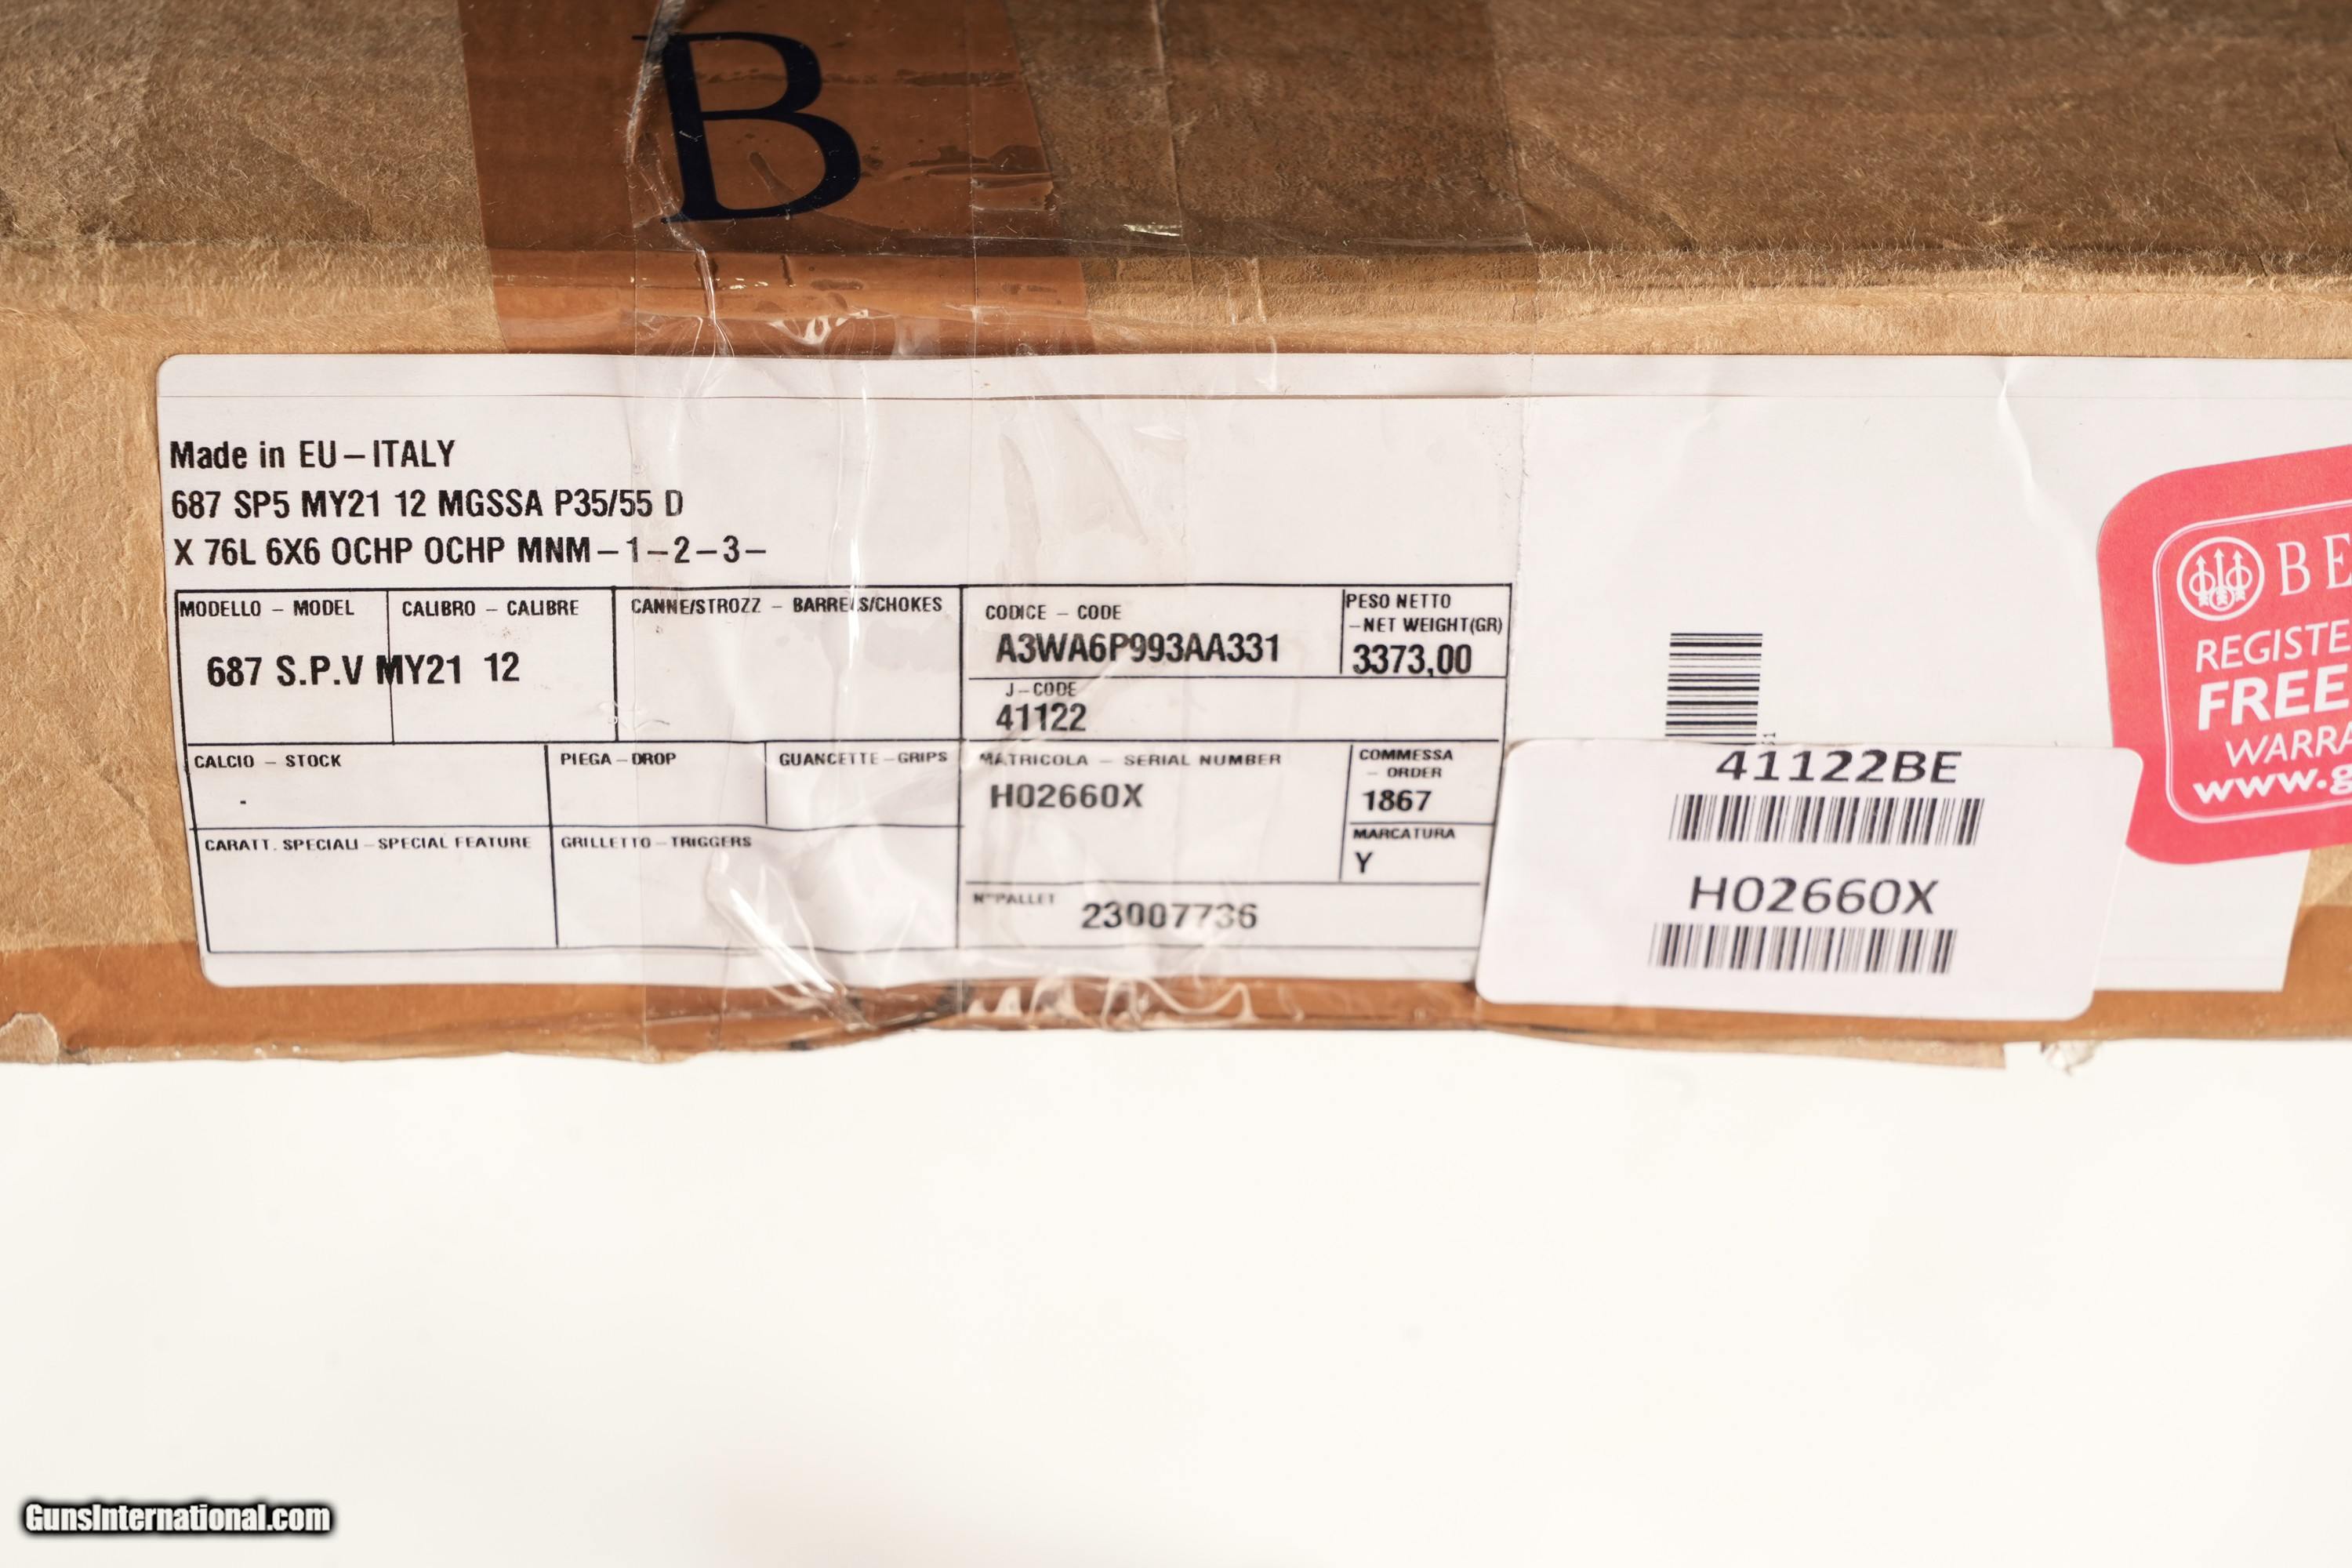 B
Made in EU – ITALY
687 SP5 MY21 12 MGSSA P35/55 D
X 76L 6X6 OCHP OCHP MNM – 1 – 2 – 3 –
MODELLO – MODEL
CALIBRO – CALIBRE
CANNE/STROZZ – BARRELS/CHOKES
687 S.P.V MY21 12
CODICE – CODE
A3WA6P993AA331
PESO NETTO
–NET WEIGHT(GR)
3373,00
J–CODE
41122
CALCIO – STOCK
-
PIEGA – DROP
GUANCETTE – GRIPS
MATRICOLA – SERIAL NUMBER
H02660X
COMMESSA
– ORDER
1867
MARCATURA
Y
CARATT. SPECIALI – SPECIAL FEATURE
GRILLETTO – TRIGGERS
N°PALLET
23007736
41122BE
H02660X
BE
REGISTE
FREE
WARRA
www.g
GunsInternational.com